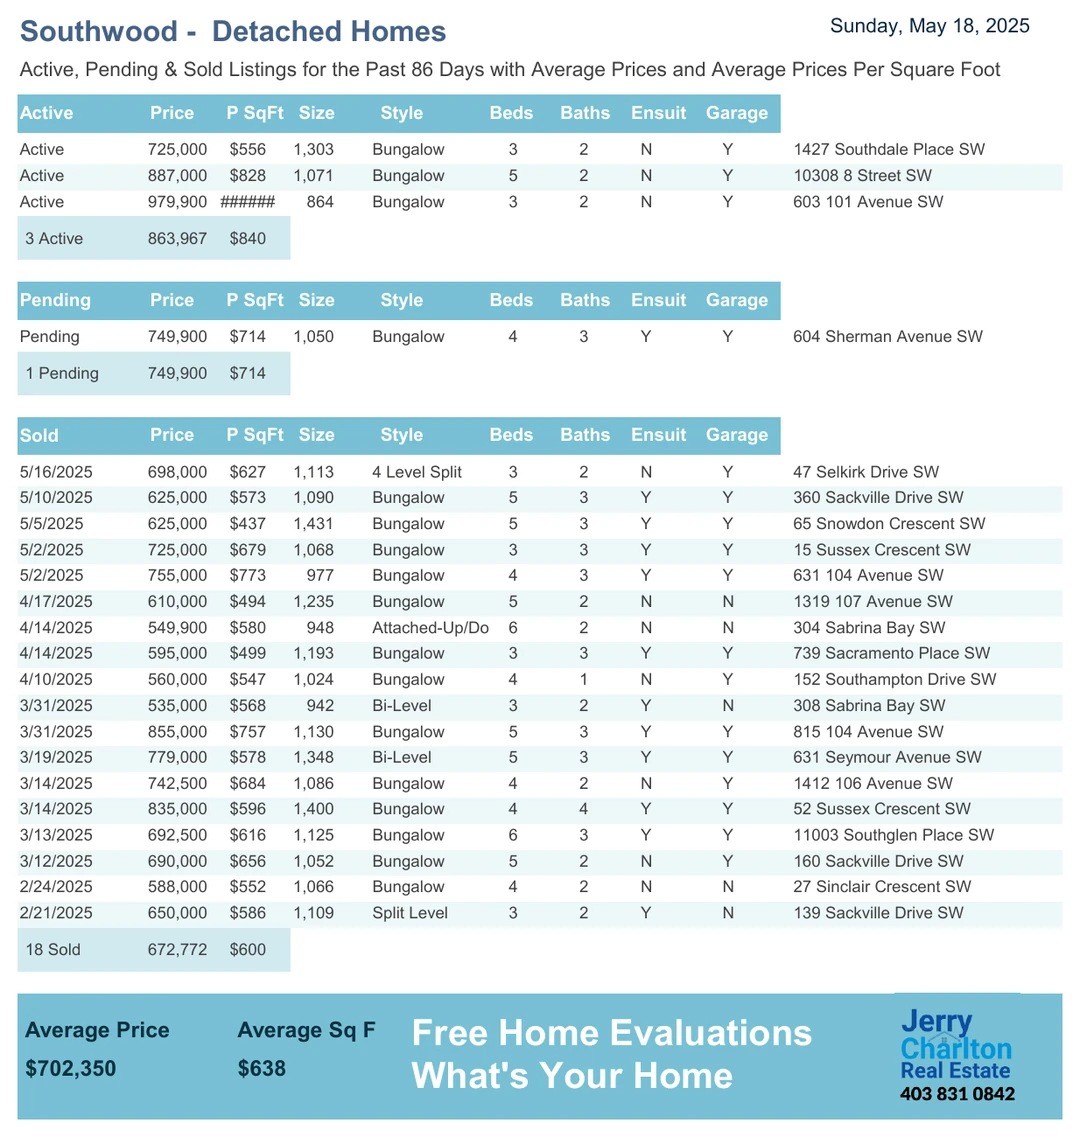 Southwood - Detached Homes
Sunday, May 18, 2025
Active, Pending & Sold Listings for the Past 86 Days with Average Prices and Average Prices Per Square Foot
Active Price P SqFt Size Style Beds Baths Ensuit Garage
Active 725,000 $556 1,303 Bungalow 3 2 N Y 1427 Southdale Place SW
Active 887,000 $828 1,071 Bungalow 5 2 N Y 10308 8 Street SW
Active 979,900 ###### 864 Bungalow 3 2 N Y 603 101 Avenue SW
3 Active 863,967 $840
Pending Price P SqFt Size Style Beds Baths Ensuit Garage
Pending 749,900 $714 1,050 Bungalow 4 3 Y Y 604 Sherman Avenue SW
1 Pending 749,900 $714
Sold Price P SqFt Size Style Beds Baths Ensuit Garage
5/16/2025 698,000 $627 1,113 4 Level Split 3 2 N Y 47 Selkirk Drive SW
5/10/2025 625,000 $573 1,090 Bungalow 5 3 Y Y 360 Sackville Drive SW
5/5/2025 625,000 $437 1,431 Bungalow 5 3 Y Y 65 Snowdon Crescent SW
5/2/2025 725,000 $679 1,068 Bungalow 3 3 Y Y 15 Sussex Crescent SW
5/2/2025 755,000 $773 977 Bungalow 4 3 Y Y 631 104 Avenue SW
4/17/2025 610,000 $494 1,235 Bungalow 5 2 N N 1319 107 Avenue SW
4/14/2025 549,900 $580 948 Attached-Up/Do 6 2 N N 304 Sabrina Bay SW
4/14/2025 595,000 $499 1,193 Bungalow 3 3 Y Y 739 Sacramento Place SW
4/10/2025 560,000 $547 1,024 Bungalow 4 1 N Y 152 Southampton Drive SW
3/31/2025 535,000 $568 942 Bi-Level 3 2 Y N 308 Sabrina Bay SW
3/31/2025 855,000 $757 1,130 Bungalow 5 3 Y Y 815 104 Avenue SW
3/19/2025 779,000 $578 1,348 Bi-Level 5 3 Y Y 631 Seymour Avenue SW
3/14/2025 742,500 $684 1,086 Bungalow 4 2 N Y 1412 106 Avenue SW
3/14/2025 835,000 $596 1,400 Bungalow 4 4 Y Y 52 Sussex Crescent SW
3/13/2025 692,500 $616 1,125 Bungalow 6 3 Y Y 11003 Southglen Place SW
3/12/2025 690,000 $656 1,052 Bungalow 5 2 N Y 160 Sackville Drive SW
2/24/2025 588,000 $552 1,066 Bungalow 4 2 N N 27 Sinclair Crescent SW
2/21/2025 650,000 $586 1,109 Split Level 3 2 Y N 139 Sackville Drive SW
18 Sold 672,772 $600
Average Price Average Sq F
$702,350 $638
Free Home Evaluations
What's Your Home
Jerry
Charlton
Real Estate
403 831 0842